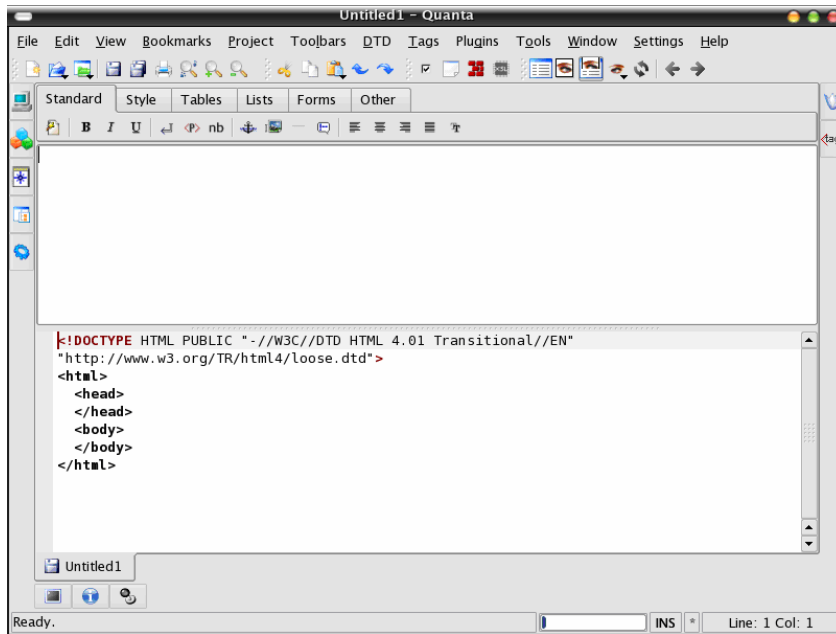 Untitled1 - Quanta
File Edit View Bookmarks Project Toolbars DTD Tags Plugins Tools Window Settings Help
Standard Style Tables Lists Forms Other
B I U <P> nb
tag
<!DOCTYPE HTML PUBLIC "-//W3C//DTD HTML 4.01 Transitional//EN"
"http://www.w3.org/TR/html4/loose.dtd">
<html>
<head>
</head>
<body>
</body>
</html>
Untitled1
Ready. INS * Line: 1 Col: 1